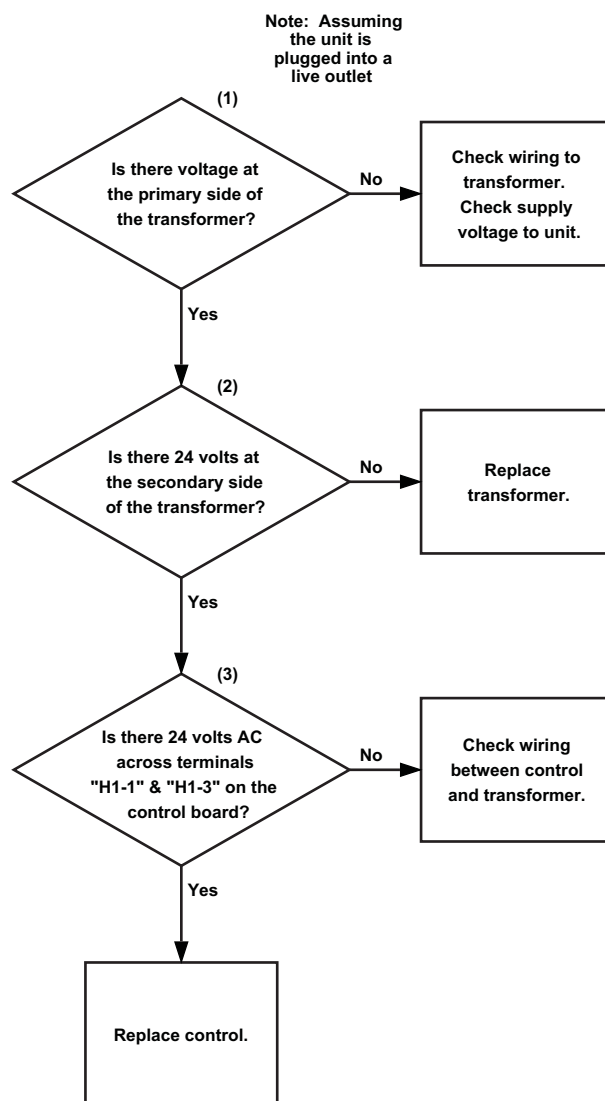 Note: Assuming
the unit is
plugged into a
live outlet
(1)
Is there voltage at
the primary side of
the transformer?
No
Check wiring to
transformer.
Check supply
voltage to unit.
Yes
(2)
Is there 24 volts at
the secondary side
of the transformer?
No
Replace
transformer.
Yes
(3)
Is there 24 volts AC
across terminals
"H1-1" & "H1-3" on the
control board?
No
Check wiring
between control
and transformer.
Yes
Replace control.